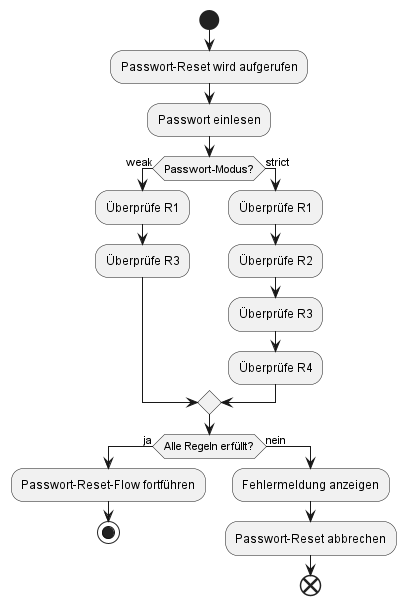 Passwort-Reset wird aufgerufen
Passwort einlesen
weak
Passwort-Modus?
strict
Überprüfe R1
Überprüfe R3
Überprüfe R1
Überprüfe R2
Überprüfe R3
Überprüfe R4
ja
Alle Regeln erfüllt?
nein
Passwort-Reset-Flow fortführen
Fehlermeldung anzeigen
Passwort-Reset abbrechen